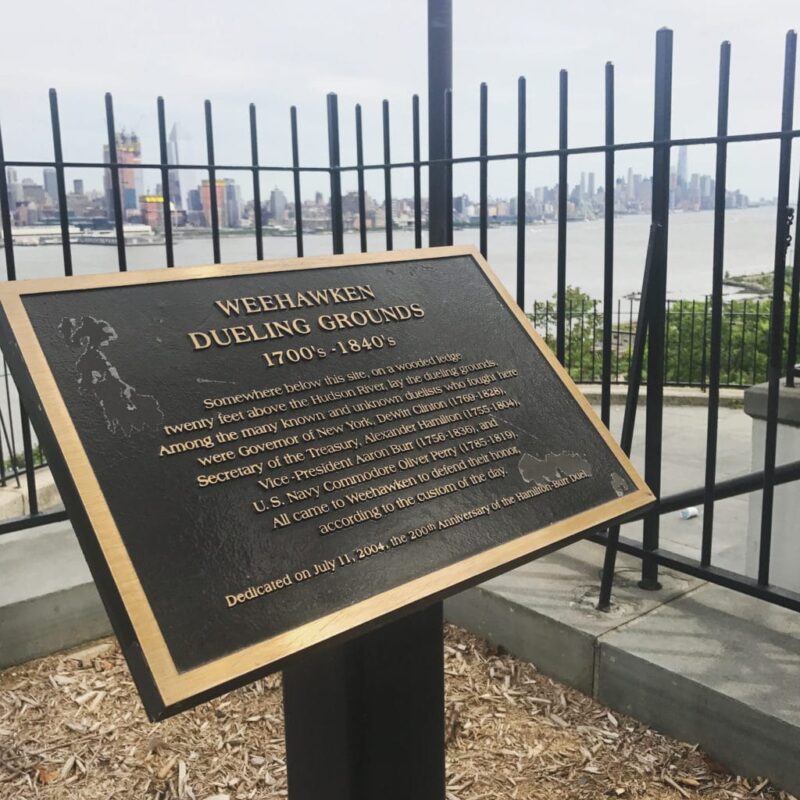 WEEHAWKEN
DUELING GROUNDS
1700's - 1840's
Somewhere below this site, on a wooded ledge
twenty feet above the Hudson River, lay the dueling grounds.
Among the many known and unknown duelists who fought here
were Governor of New York, DeWitt Clinton (1769-1828),
Secretary of the Treasury, Alexander Hamilton (1755-1804),
Vice-President Aaron Burr (1756-1836), and
U.S. Navy Commodore Oliver Perry (1785-1819).
All came to Weehawken to defend their honor
according to the custom of the day.
Dedicated on July 11, 2004, the 200th Anniversary of the Hamilton-Burr duel.